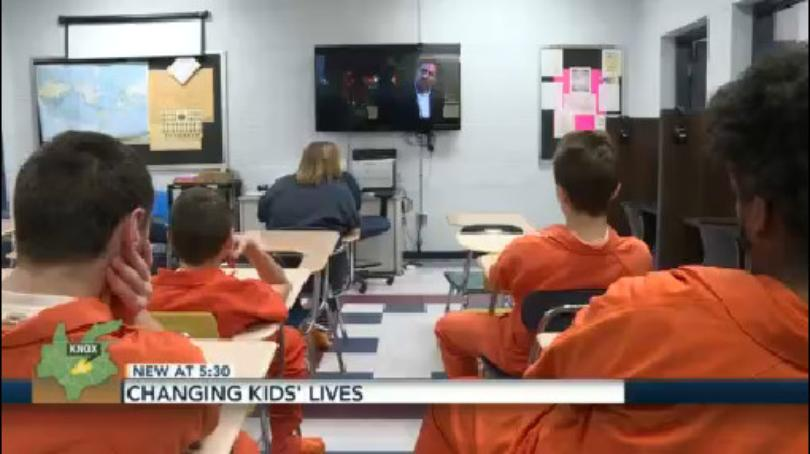 KNOX
NEW AT 5:30
CHANGING KIDS' LIVES